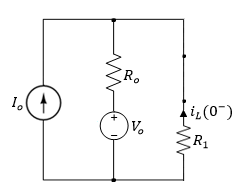 R_o
I_o
i_L(0^-)
+
V_o
−
R_1